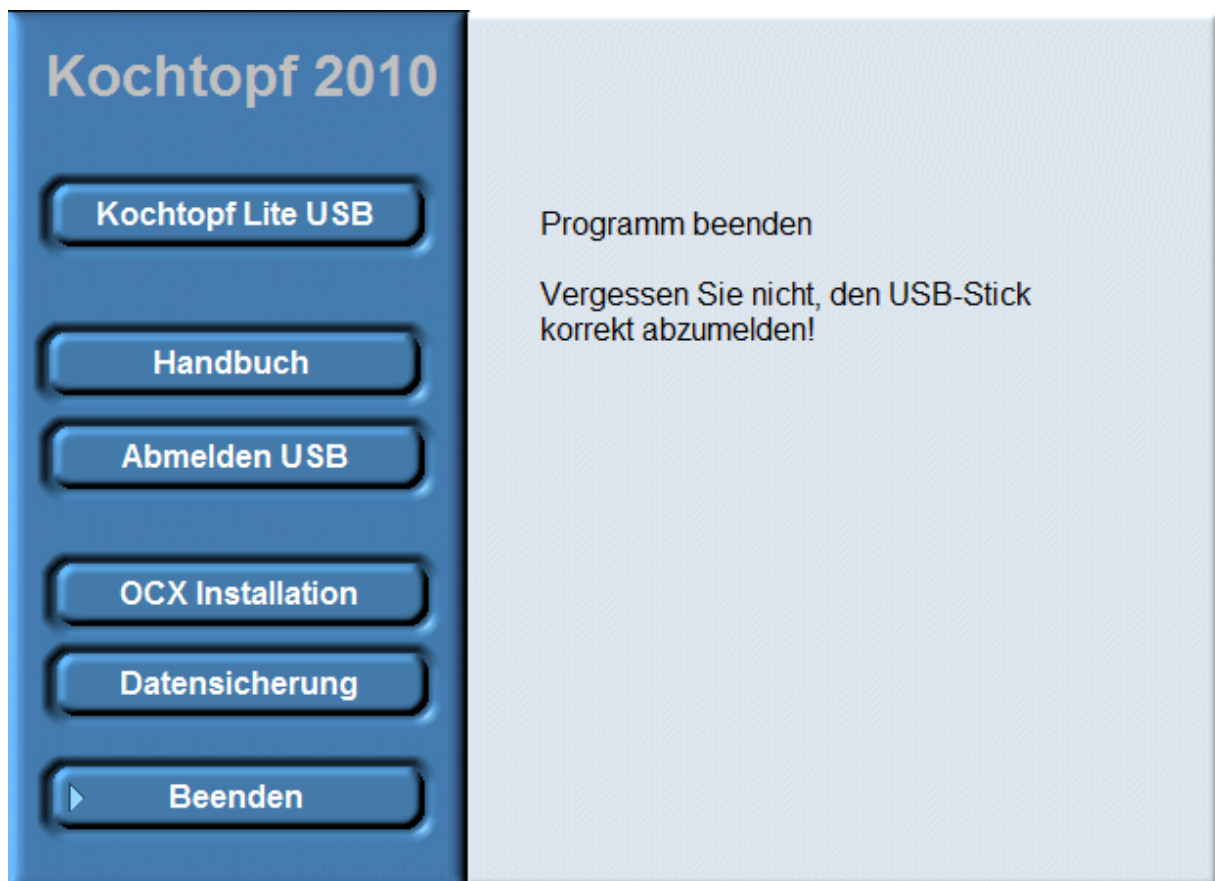 Kochtopf 2010
Kochtopf Lite USB
Handbuch
Abmelden USB
OCX Installation
Datensicherung
Beenden
Programm beenden
Vergessen Sie nicht, den USB-Stick
korrekt abzumelden!